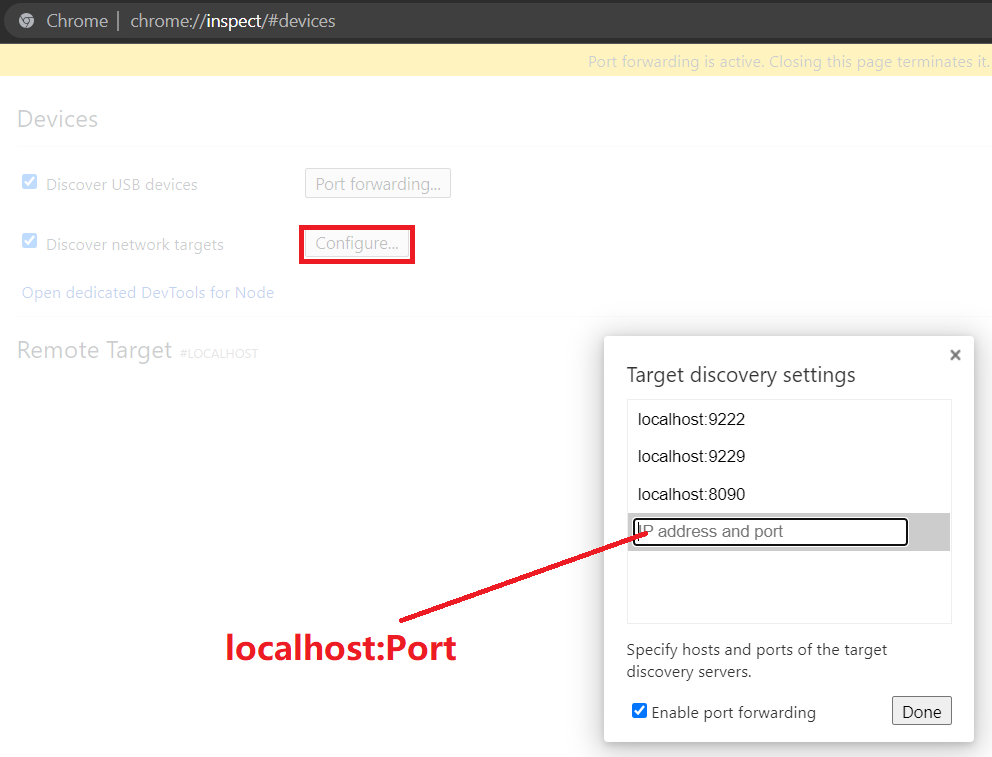 Chrome | chrome://inspect/#devices
Port forwarding is active. Closing this page terminates it.
Devices
Discover USB devices
Port forwarding...
Discover network targets
Configure...
Open dedicated DevTools for Node
Remote Target #LOCALHOST
×
Target discovery settings
localhost:9222
localhost:9229
localhost:8090
IP address and port
localhost:Port
Specify hosts and ports of the target
discovery servers.
Enable port forwarding
Done